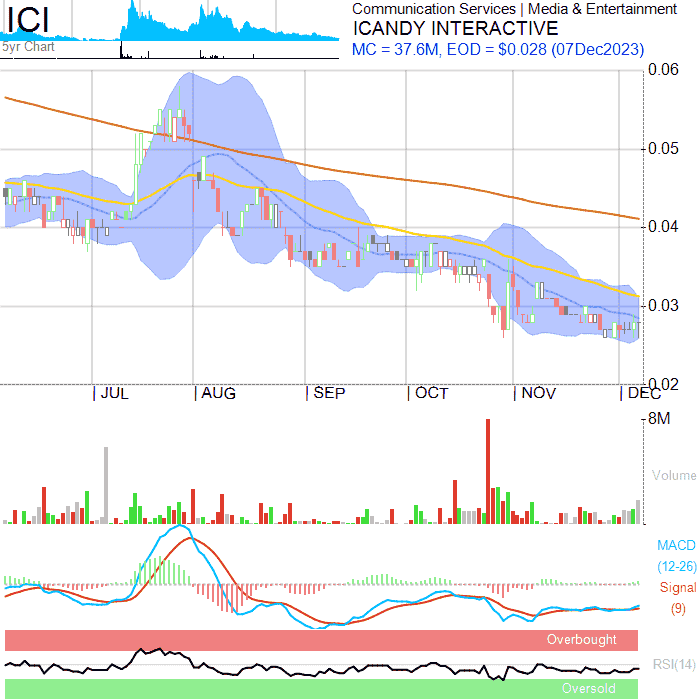 ICI
5yr Chart
Communication Services | Media & Entertainment
ICANDY INTERACTIVE
MC = 37.6M, EOD = $0.028 (07Dec2023)
0.06
0.05
0.04
0.03
0.02
JUL AUG SEP OCT NOV DEC
8M
Volume
MACD
(12-26)
Signal
(9)
Overbought
RSI(14)
Oversold